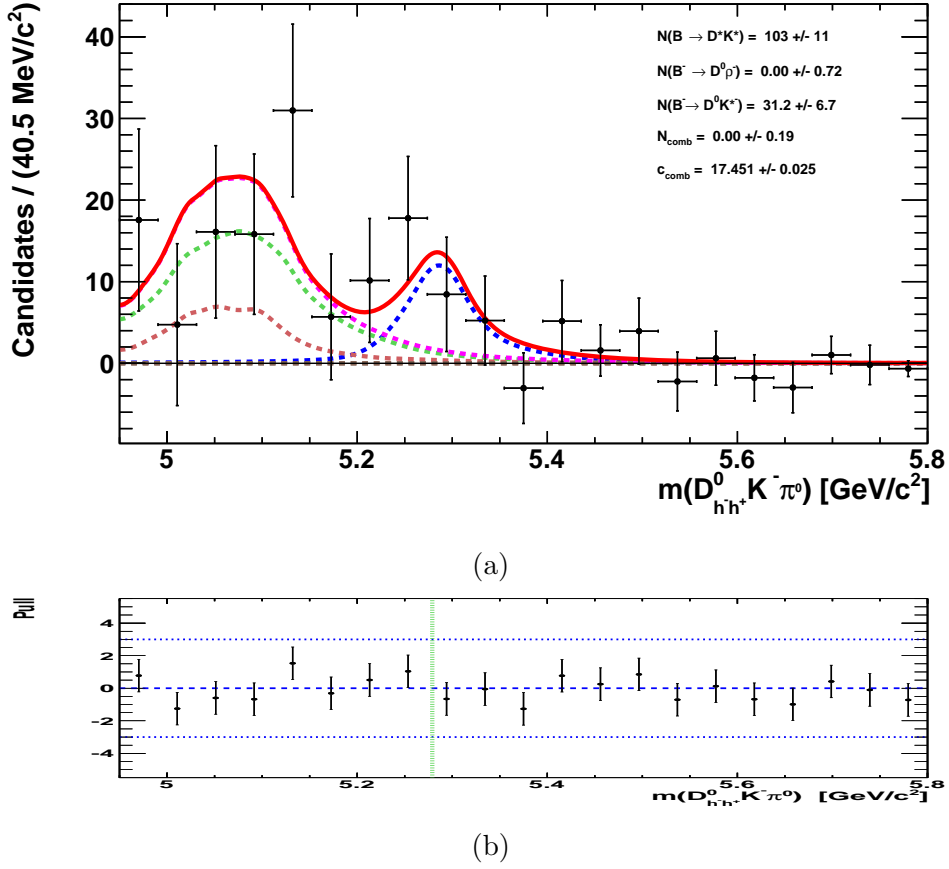 Candidates / (40.5 MeV/c²)
40
30
20
10
0
N(B → D*K*) = 103 +/- 11
N(B⁻ → D⁰ρ⁻) = 0.00 +/- 0.72
N(B⁻ → D⁰K*⁻) = 31.2 +/- 6.7
N_comb = 0.00 +/- 0.19
c_comb = 17.451 +/- 0.025
5 5.2 5.4 5.6 5.8
m(D⁰_h⁻h⁺ K⁻π⁰) [GeV/c²]
(a)
Pull
4
2
0
-2
-4
5 5.2 5.4 5.6 5.8
m(D⁰_h⁻h⁺ K⁻π⁰) [GeV/c²]
(b)